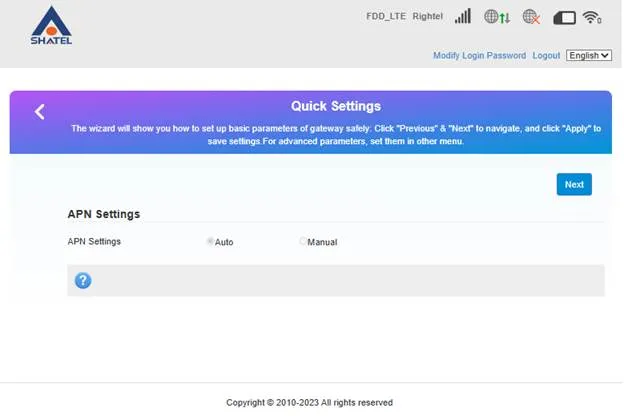 FDD_LTE Rightel
SHATEL
Modify Login Password Logout English
Quick Settings
The wizard will show you how to set up basic parameters of gateway safely: Click "Previous" & "Next" to navigate, and click "Apply" to
save settings.For advanced parameters, set them in other menu.
Next
APN Settings
APN Settings Auto Manual
?
Copyright © 2010-2023 All rights reserved